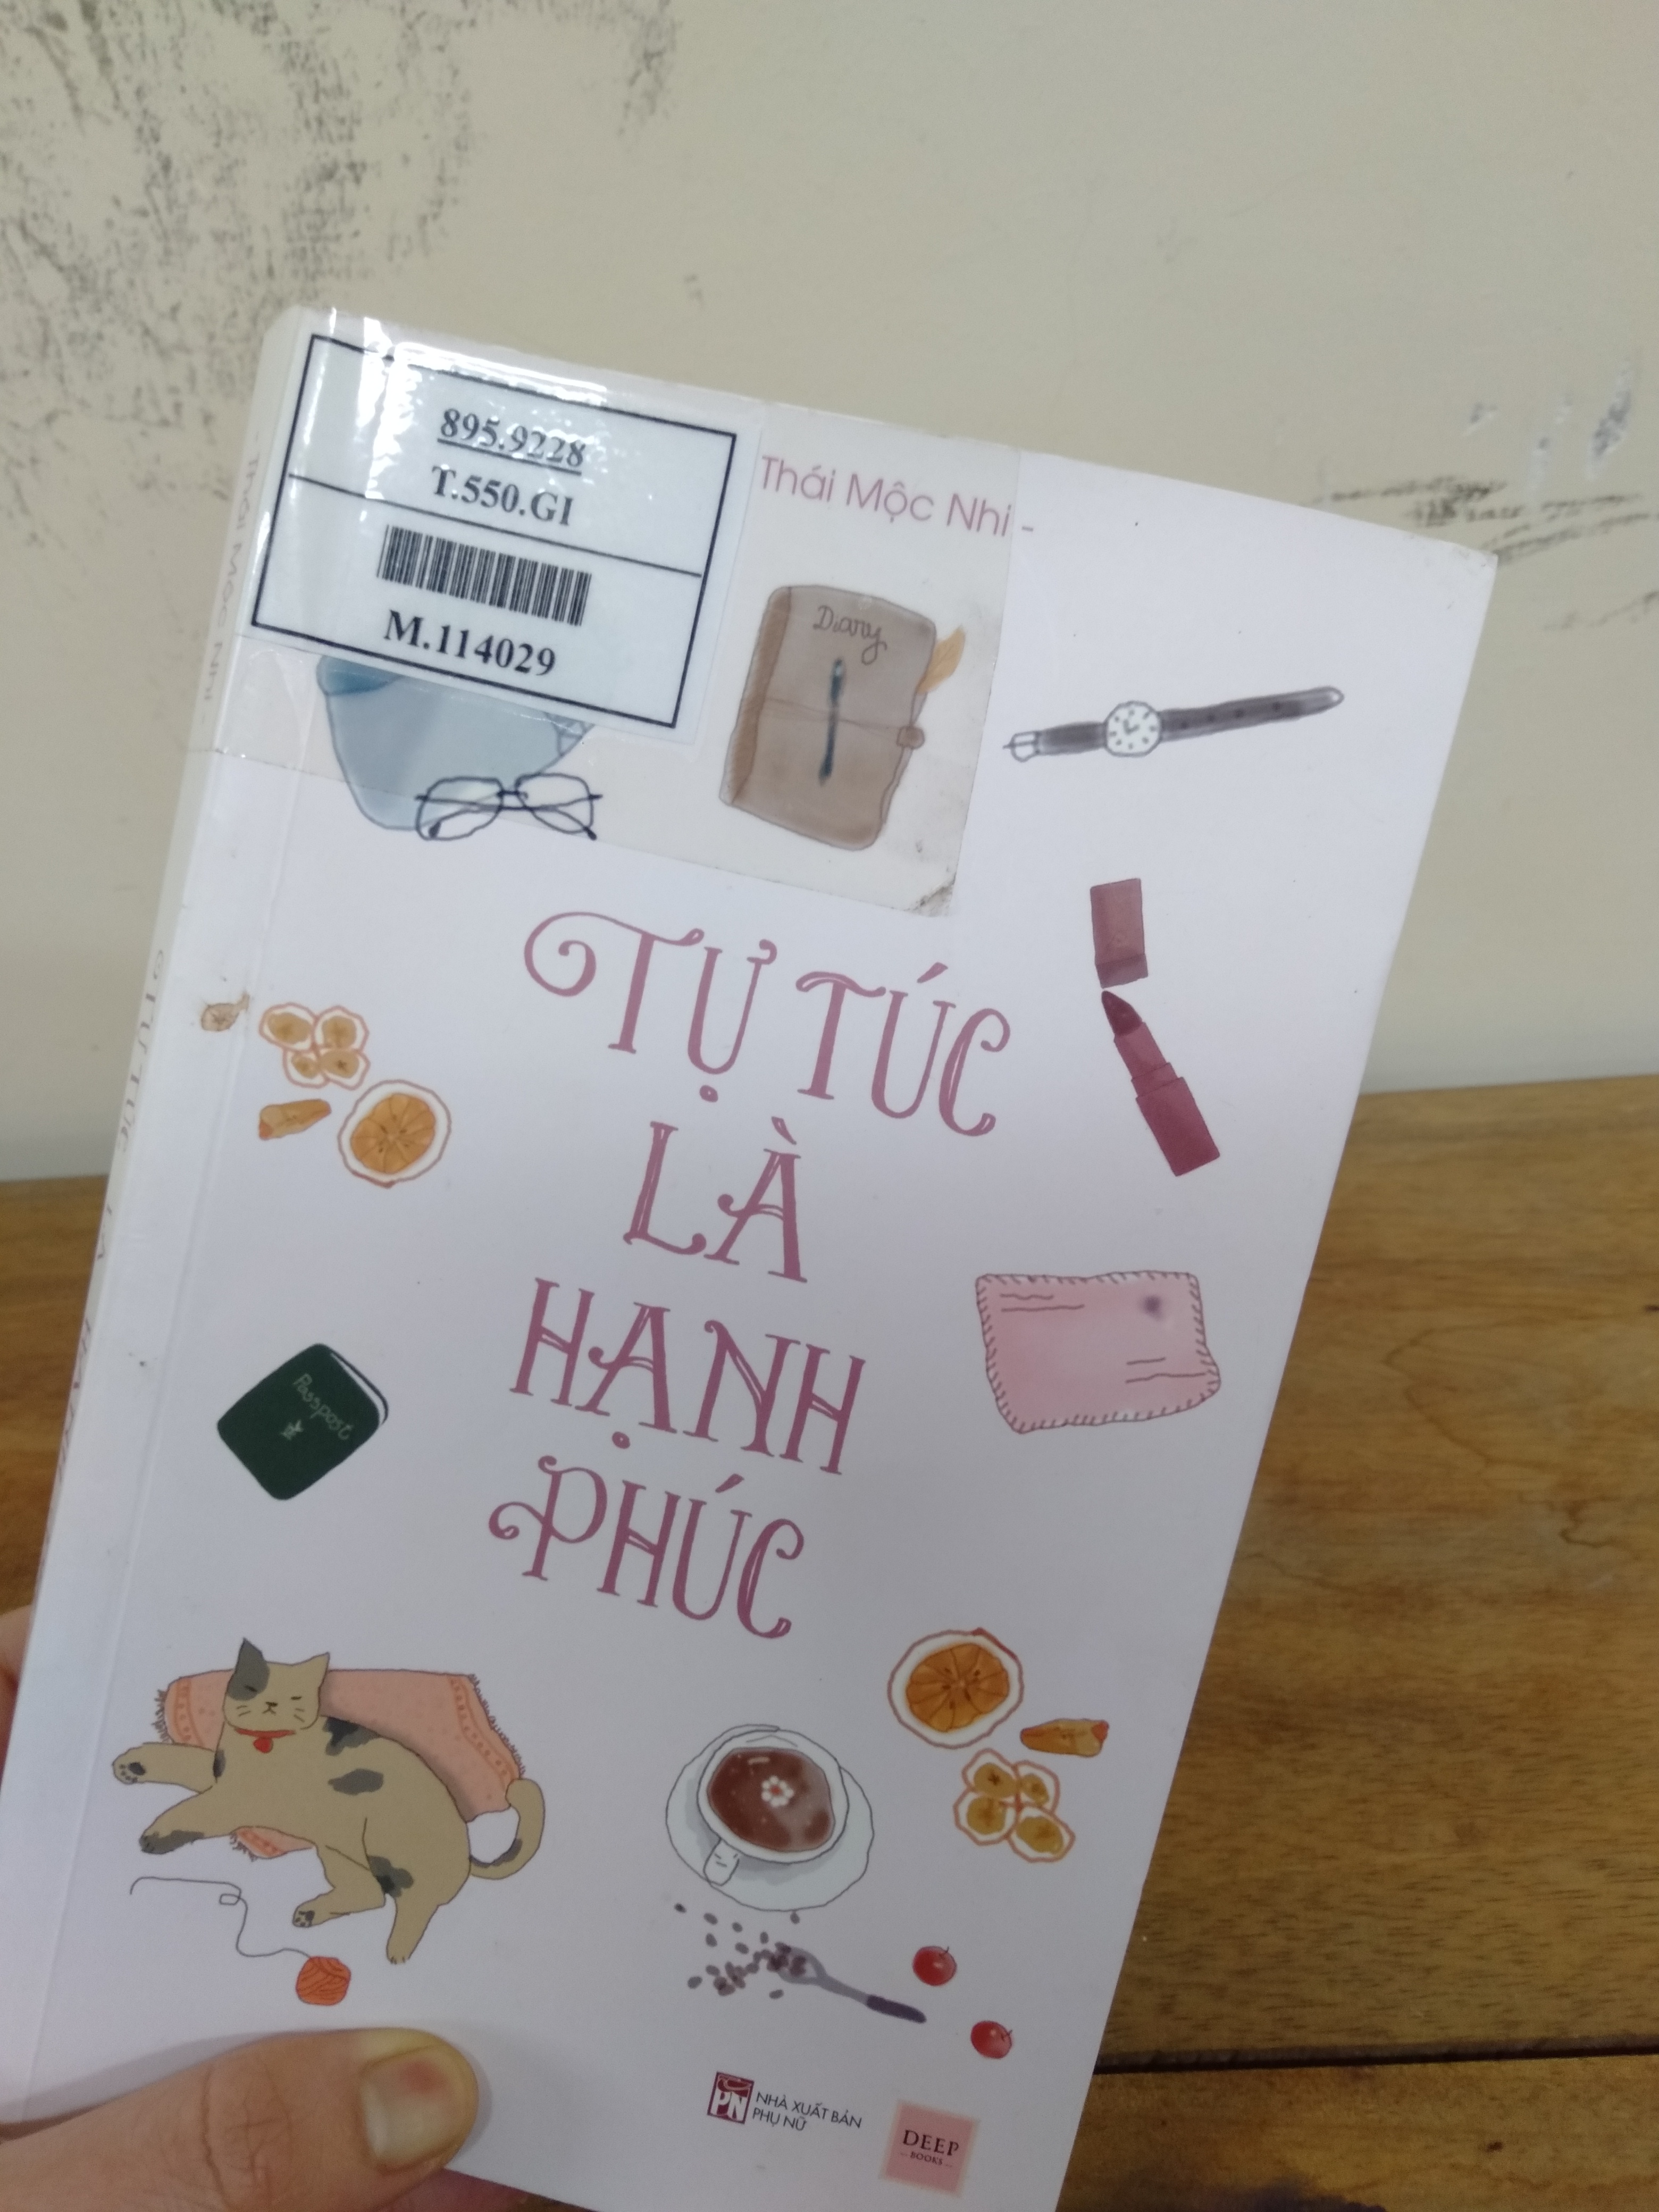 895.9228
T.550.GI
M.114029
Thái Mộc Nhi -
Diary
TỰ TÚC
LÀ
HẠNH
PHÚC
Passport
PN
NHÀ XUẤT BẢN
PHỤ NỮ
DEEP
BOOKS